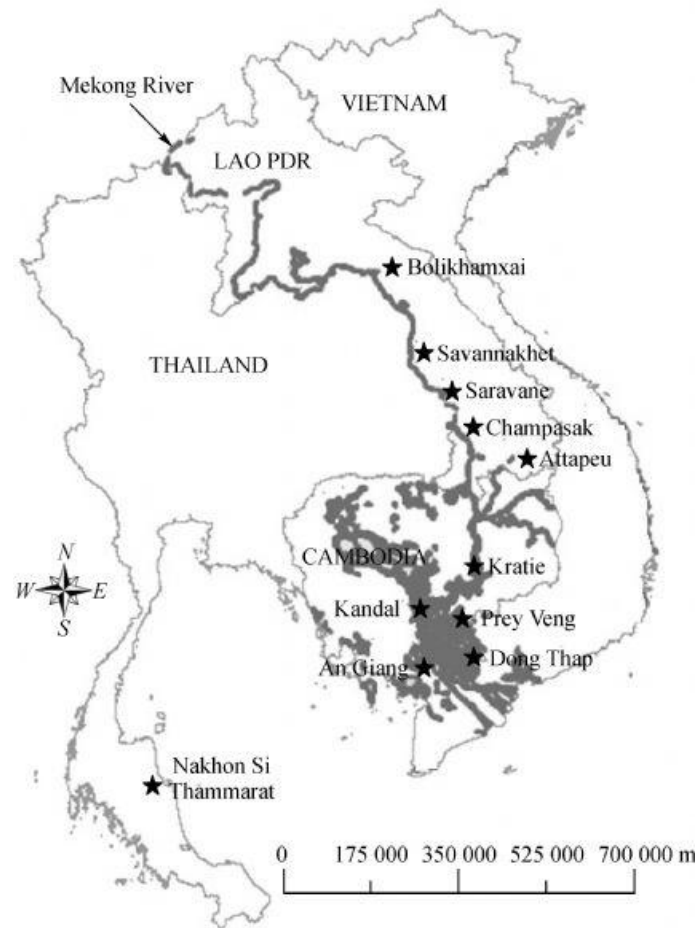 Mekong River
VIETNAM
LAO PDR
Bolikhamxai
Savannakhet
THAILAND
Saravane
Champasak
Attapeu
N
W E
S
CAMBODIA
Kratie
Kandal
Prey Veng
An Giang
Dong Thap
Nakhon Si
Thammarat
0 175 000 350 000 525 000 700 000 m